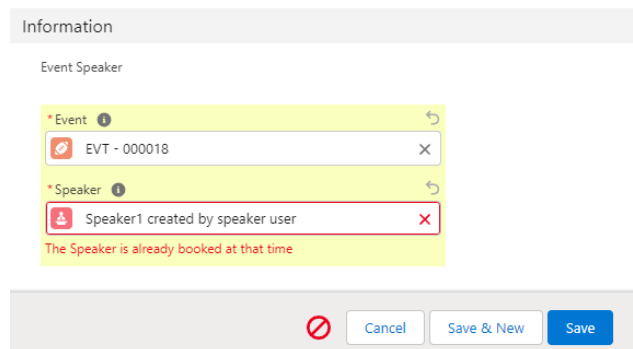 Information
Event Speaker
* Event
EVT - 000018
* Speaker
Speaker1 created by speaker user
The Speaker is already booked at that time
Cancel
Save & New
Save